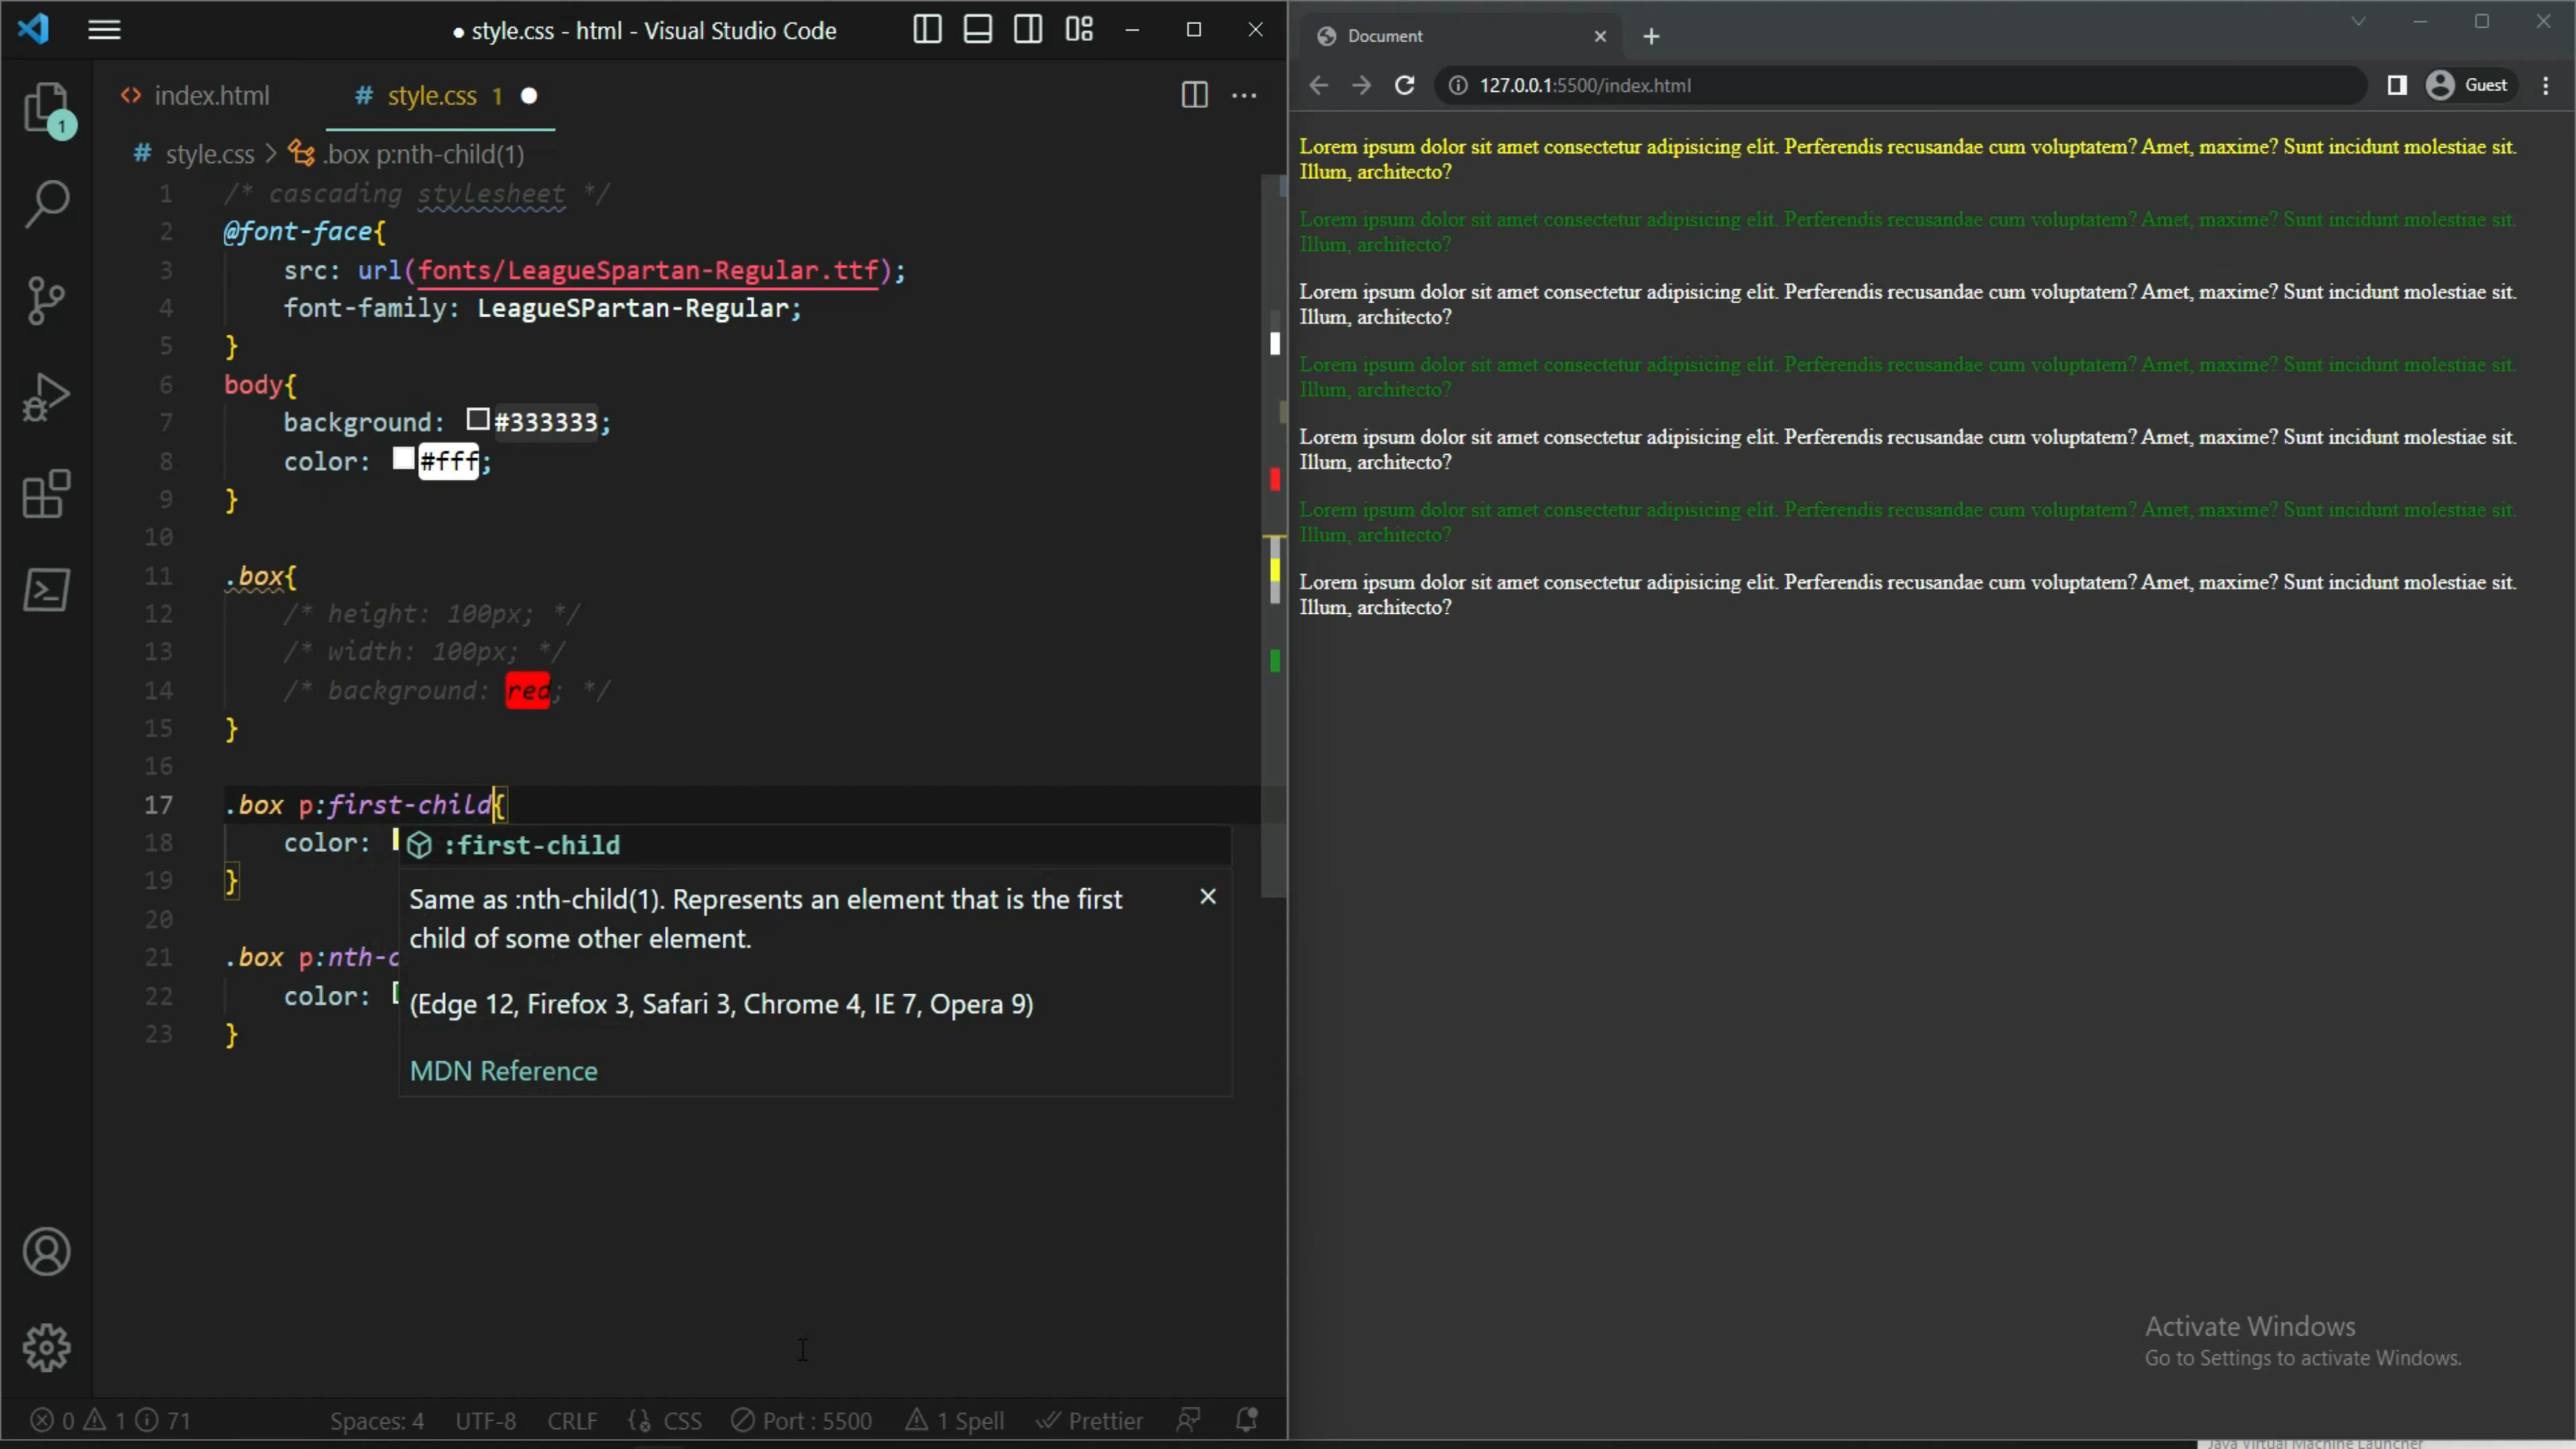 ● style.css - html - Visual Studio Code
index.html
# style.css 1 ●
1
# style.css > .box p:nth-child(1)
1 /* cascading stylesheet */
2 @font-face{
3 src: url(fonts/LeagueSpartan-Regular.ttf);
4 font-family: LeagueSPartan-Regular;
5 }
6 body{
7 background: #333333;
8 color: #fff;
9 }
10
11 .box{
12 /* height: 100px; */
13 /* width: 100px; */
14 /* background: red; */
15 }
16
17 .box p:first-child{
18 color:
19 }
20
21 .box p:nth-c
22 color:
23 }
:first-child
Same as :nth-child(1). Represents an element that is the first
child of some other element.
(Edge 12, Firefox 3, Safari 3, Chrome 4, IE 7, Opera 9)
MDN Reference
0 1 71
Spaces: 4 UTF-8 CRLF CSS Port : 5500 1 Spell Prettier
Document
127.0.0.1:5500/index.html
Guest
Lorem ipsum dolor sit amet consectetur adipisicing elit. Perferendis recusandae cum voluptatem? Amet, maxime? Sunt incidunt molestiae sit.
Illum, architecto?
Lorem ipsum dolor sit amet consectetur adipisicing elit. Perferendis recusandae cum voluptatem? Amet, maxime? Sunt incidunt molestiae sit.
Illum, architecto?
Lorem ipsum dolor sit amet consectetur adipisicing elit. Perferendis recusandae cum voluptatem? Amet, maxime? Sunt incidunt molestiae sit.
Illum, architecto?
Lorem ipsum dolor sit amet consectetur adipisicing elit. Perferendis recusandae cum voluptatem? Amet, maxime? Sunt incidunt molestiae sit.
Illum, architecto?
Lorem ipsum dolor sit amet consectetur adipisicing elit. Perferendis recusandae cum voluptatem? Amet, maxime? Sunt incidunt molestiae sit.
Illum, architecto?
Lorem ipsum dolor sit amet consectetur adipisicing elit. Perferendis recusandae cum voluptatem? Amet, maxime? Sunt incidunt molestiae sit.
Illum, architecto?
Lorem ipsum dolor sit amet consectetur adipisicing elit. Perferendis recusandae cum voluptatem? Amet, maxime? Sunt incidunt molestiae sit.
Illum, architecto?
Activate Windows
Go to Settings to activate Windows.
Java Virtual Machine Launcher